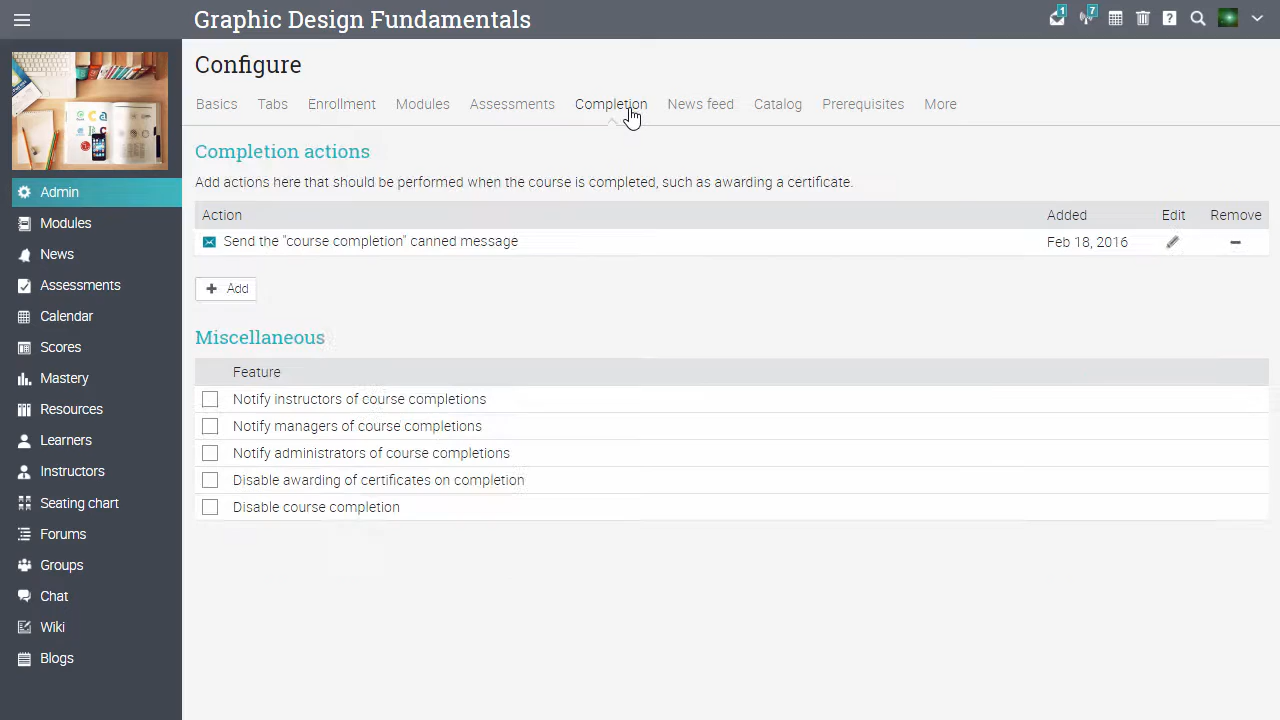 Graphic Design Fundamentals
1
7
Configure
Basics Tabs Enrollment Modules Assessments Completion News feed Catalog Prerequisites More
Completion actions
Add actions here that should be performed when the course is completed, such as awarding a certificate.
Action Added Edit Remove
Send the "course completion" canned message Feb 18, 2016
Add
Miscellaneous
Feature
Notify instructors of course completions
Notify managers of course completions
Notify administrators of course completions
Disable awarding of certificates on completion
Disable course completion
Admin
Modules
News
Assessments
Calendar
Scores
Mastery
Resources
Learners
Instructors
Seating chart
Forums
Groups
Chat
Wiki
Blogs